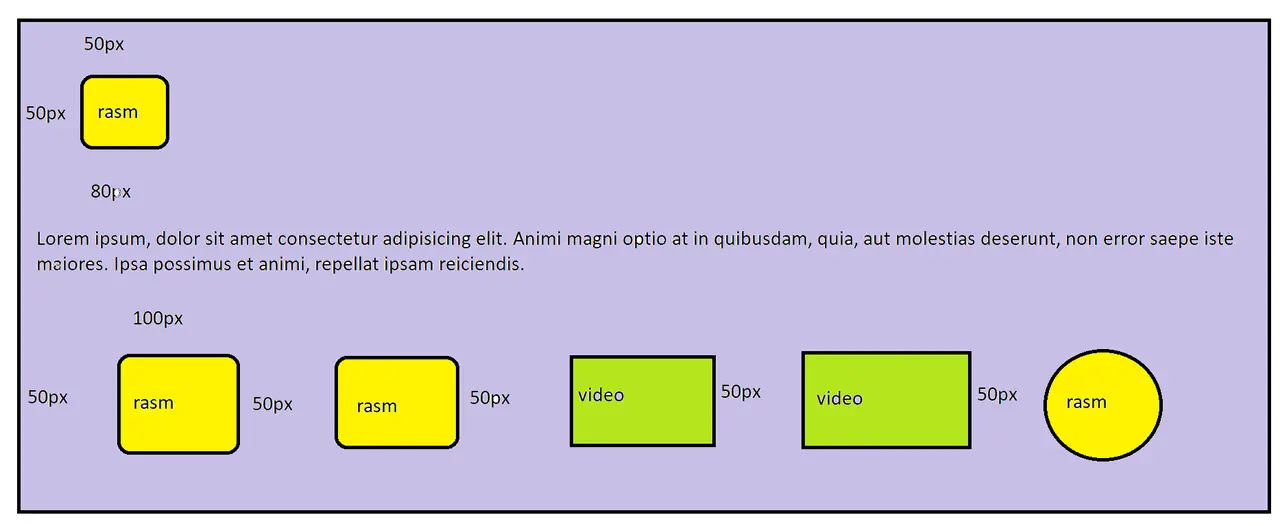 50px
50px
rasm
80px
Lorem ipsum, dolor sit amet consectetur adipisicing elit. Animi magni optio at in quibusdam, quia, aut molestias deserunt, non error saepe iste
maiores. Ipsa possimus et animi, repellat ipsam reiciendis.
100px
50px
rasm
50px
rasm
50px
video
50px
video
50px
rasm